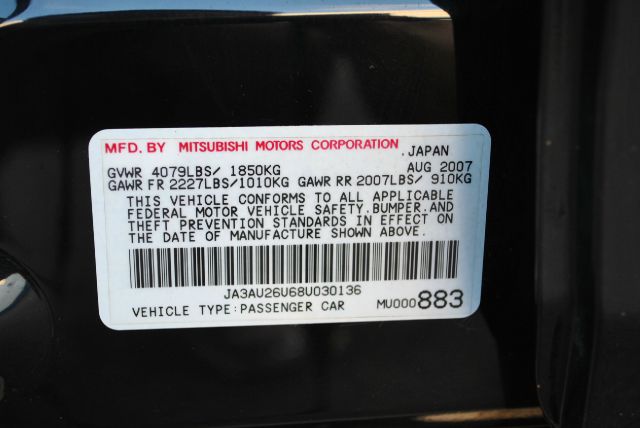 MFD. BY MITSUBISHI MOTORS CORPORATION , JAPAN
GVWR 4079LBS/ 1850KG AUG 2007
GAWR FR 2227LBS/1010KG GAWR RR 2007LBS/ 910KG
THIS VEHICLE CONFORMS TO ALL APPLICABLE
FEDERAL MOTOR VEHICLE SAFETY,BUMPER,AND
THEFT PREVENTION STANDARDS IN EFFECT ON
THE DATE OF MANUFACTURE SHOWN ABOVE.
JA3AU26U68U030136
VEHICLE TYPE:PASSENGER CAR MU000883